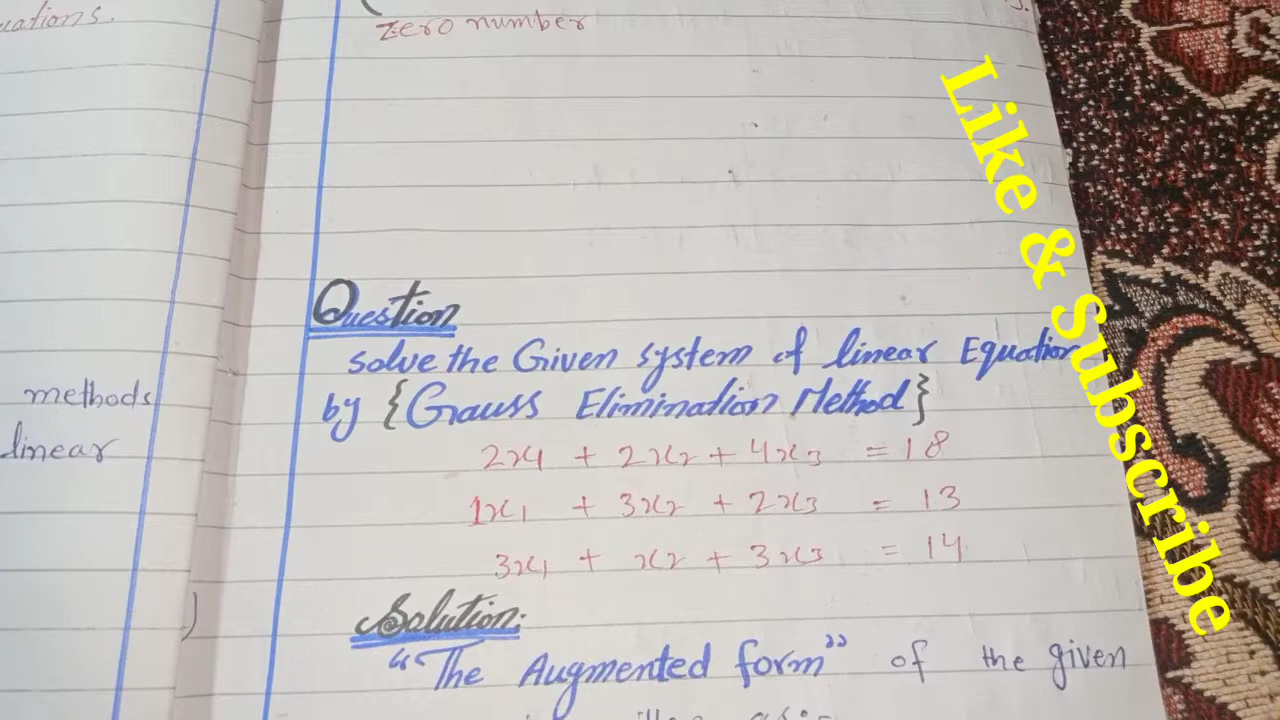 zero number
methods
linear
Question
solve the Given system of linear Equation
by {Gauss Elimination Method}
2x1 + 2x2 + 4x3 = 18
1x1 + 3x2 + 2x3 = 13
3x1 + x2 + 3x3 = 14
Solution:
“The Augmented form” of the given
Like & Subscribe